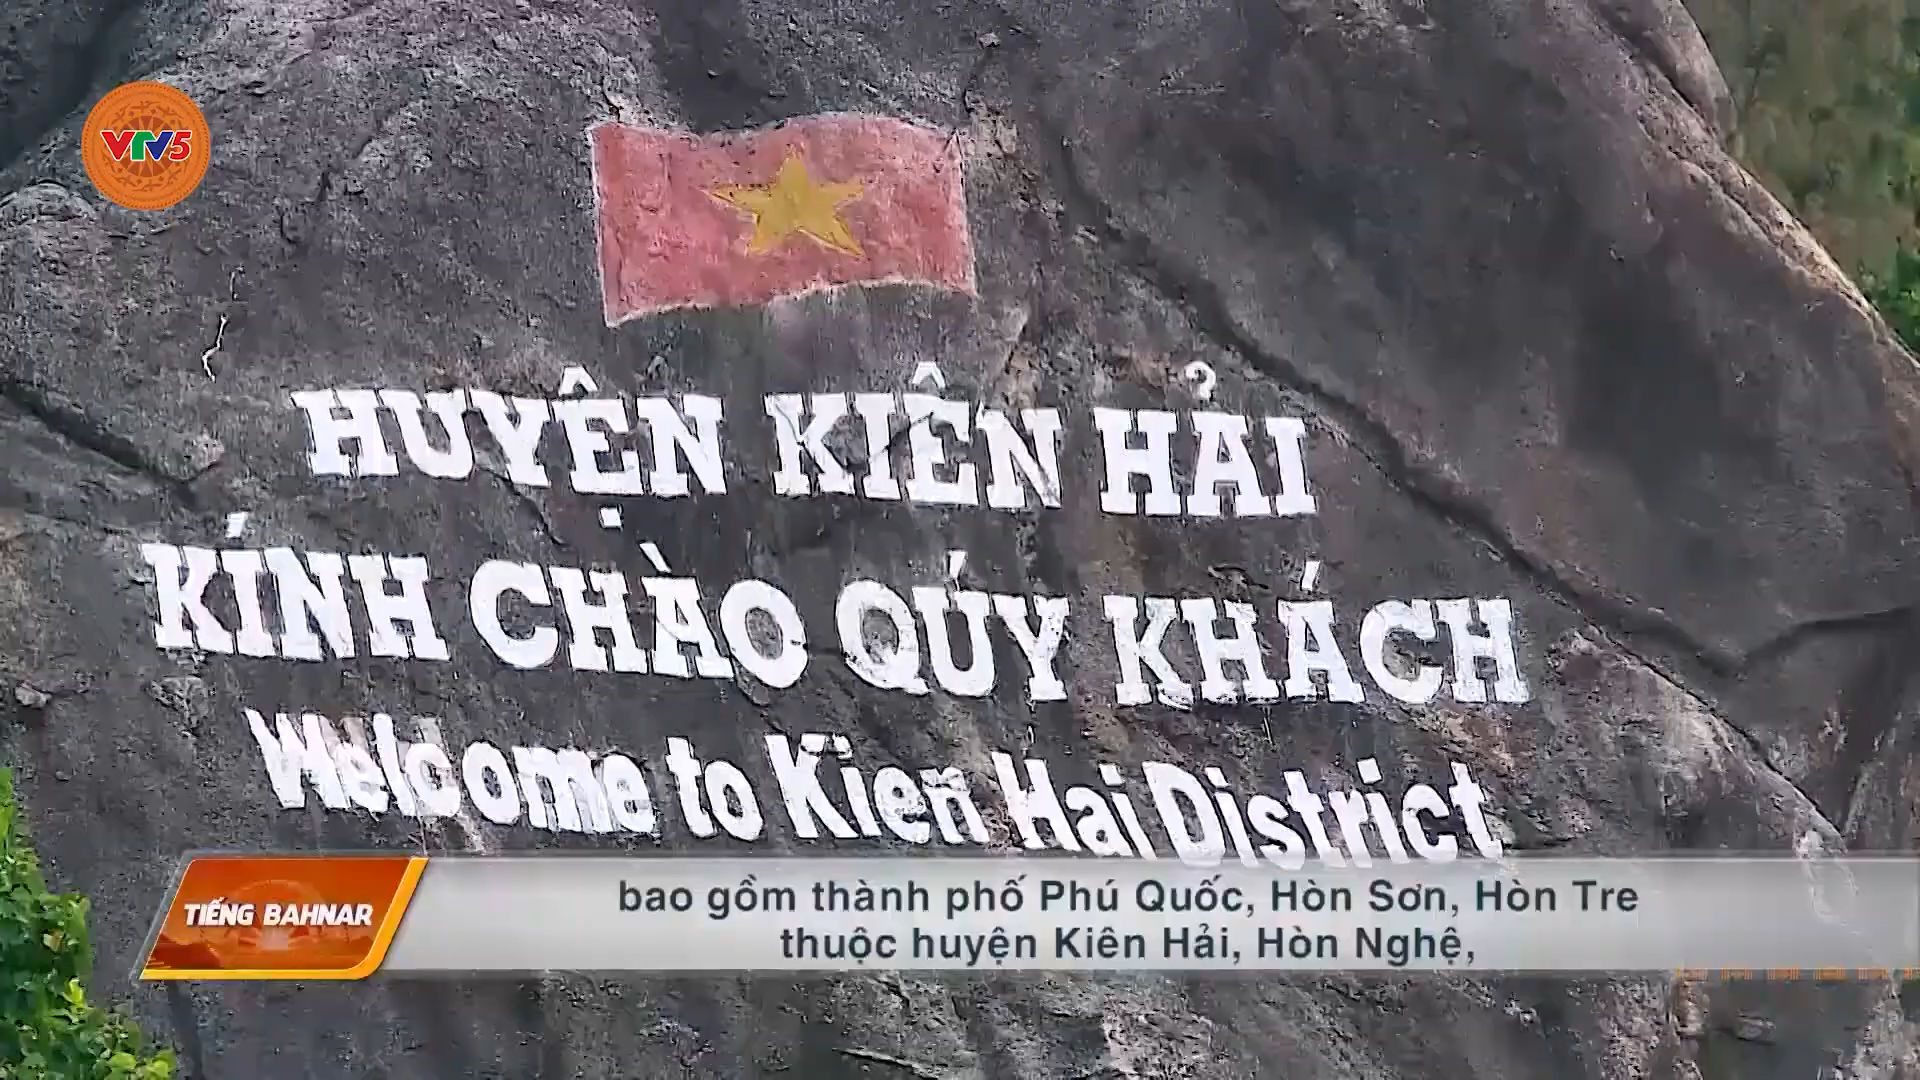 VTV5
HUYỆN KIÊN HẢI
KÍNH CHÀO QÚY KHÁCH
Welcome to Kien Hai District
TIẾNG BAHNAR
bao gồm thành phố Phú Quốc, Hòn Sơn, Hòn Tre
thuộc huyện Kiên Hải, Hòn Nghệ,